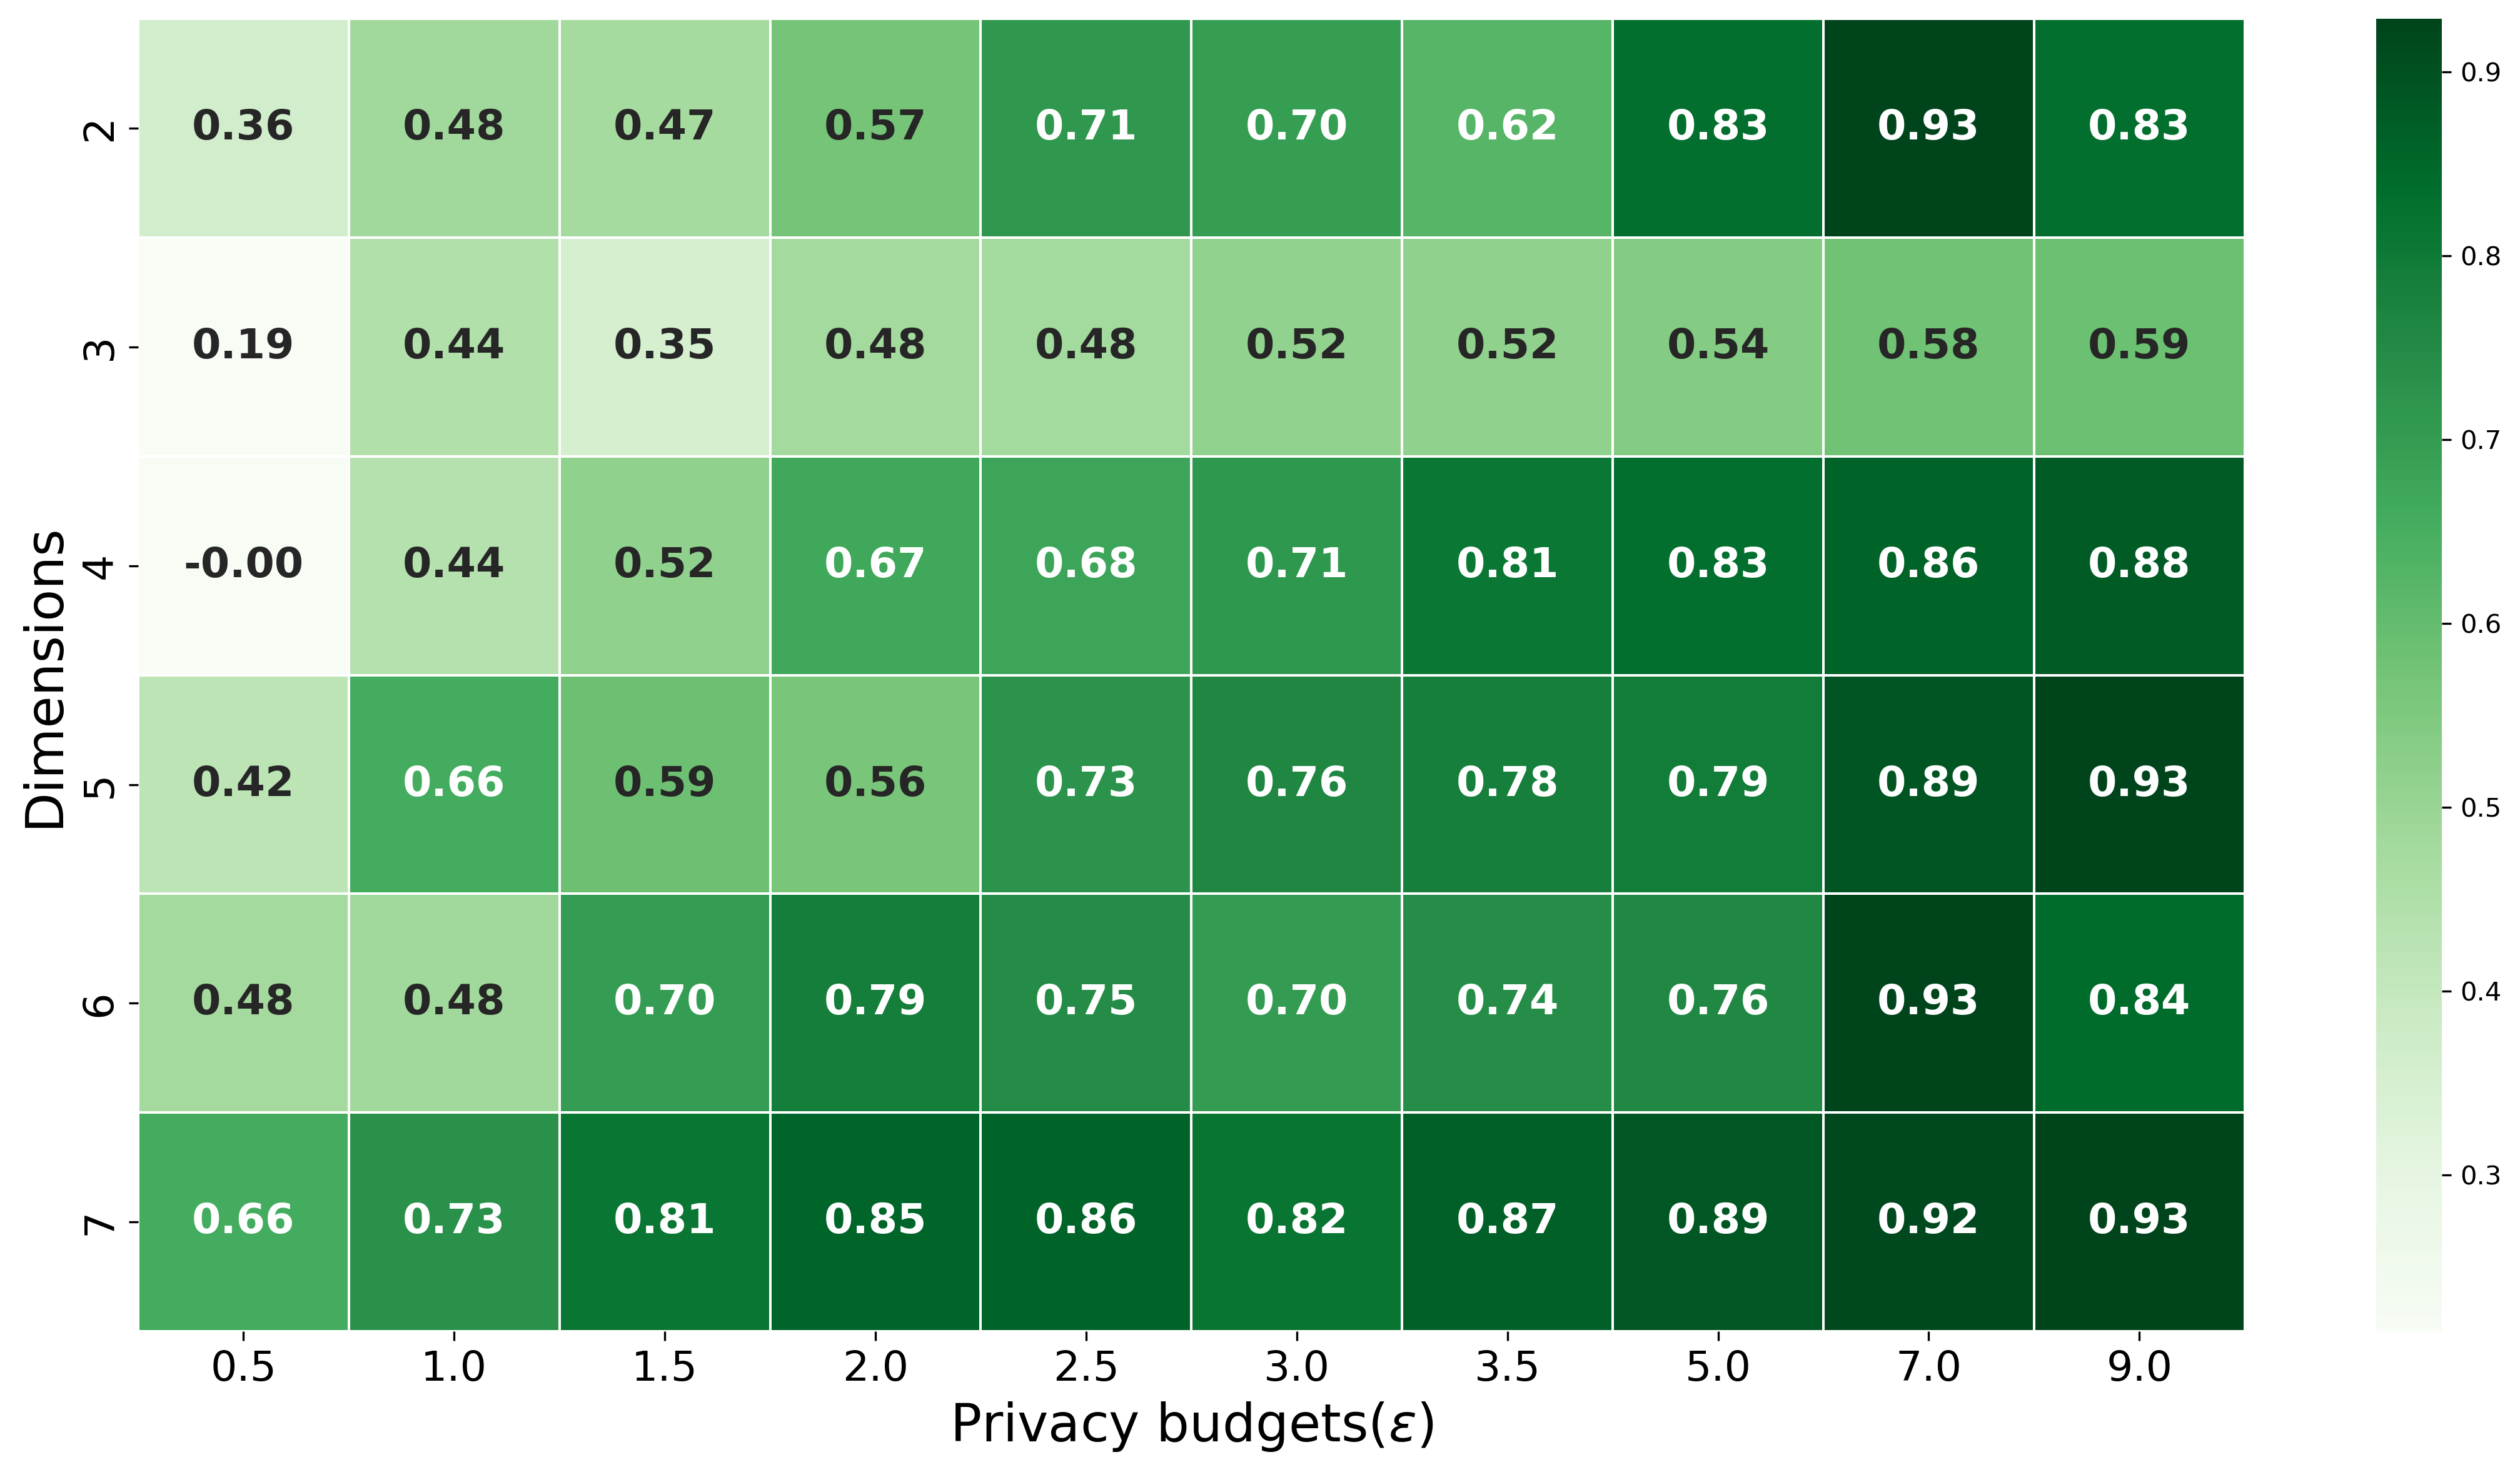 2 0.36 0.48 0.47 0.57 0.71 0.70 0.62 0.83 0.93 0.83
3 0.19 0.44 0.35 0.48 0.48 0.52 0.52 0.54 0.58 0.59
4 -0.00 0.44 0.52 0.67 0.68 0.71 0.81 0.83 0.86 0.88
5 0.42 0.66 0.59 0.56 0.73 0.76 0.78 0.79 0.89 0.93
6 0.48 0.48 0.70 0.79 0.75 0.70 0.74 0.76 0.93 0.84
7 0.66 0.73 0.81 0.85 0.86 0.82 0.87 0.89 0.92 0.93
0.5 1.0 1.5 2.0 2.5 3.0 3.5 5.0 7.0 9.0
Privacy budgets(ε)
Dimensions
0.9
0.8
0.7
0.6
0.5
0.4
0.3